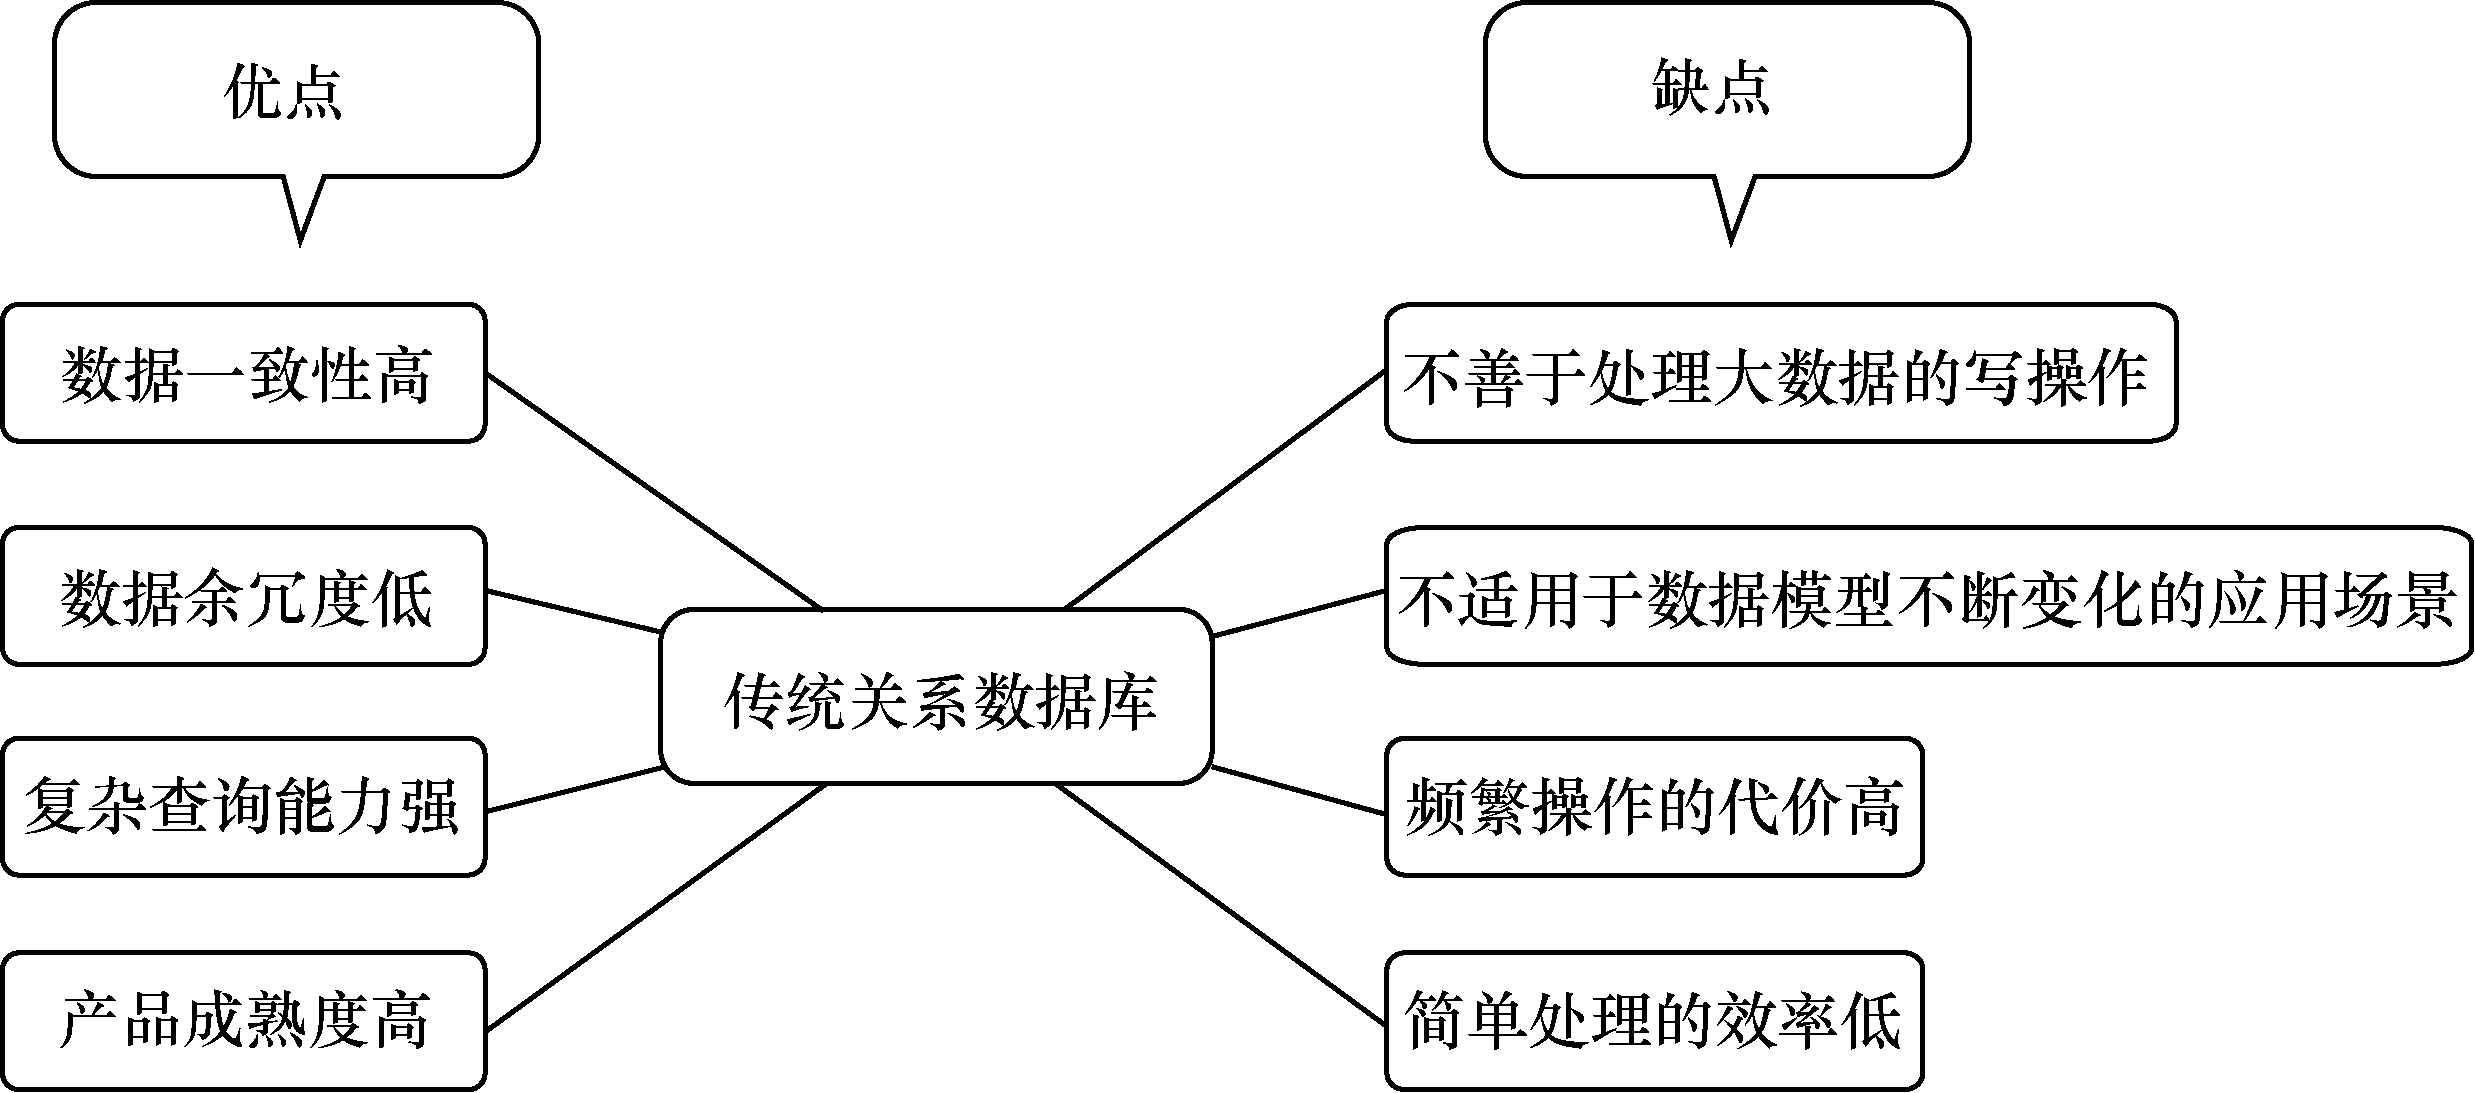 优点
缺点
数据一致性高
不善于处理大数据的写操作
数据余冗度低
不适用于数据模型不断变化的应用场景
传统关系数据库
复杂查询能力强
频繁操作的代价高
产品成熟度高
简单处理的效率低